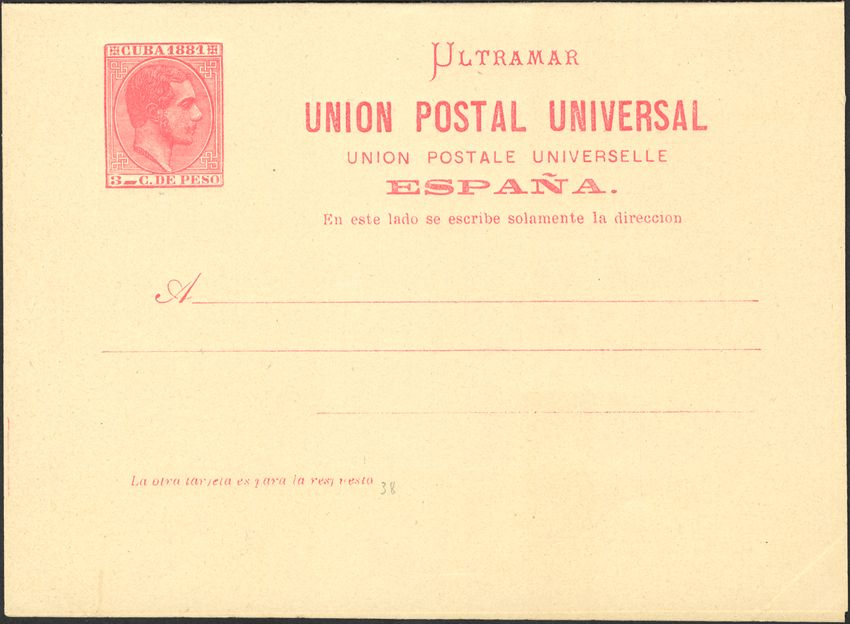 CUBA 1881
3 C. DE PESO
ULTRAMAR
UNION POSTAL UNIVERSAL
UNION POSTALE UNIVERSELLE
ESPAÑA.
En este lado se escribe solamente la direccion
A
La otra tarjeta es para la respuesta
38